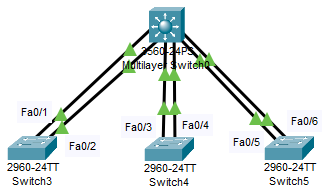 3560-24PS
Multilayer Switch0
Fa0/1
Fa0/2
Fa0/3
Fa0/4
Fa0/5
Fa0/6
2960-24TT
Switch3
2960-24TT
Switch4
2960-24TT
Switch5